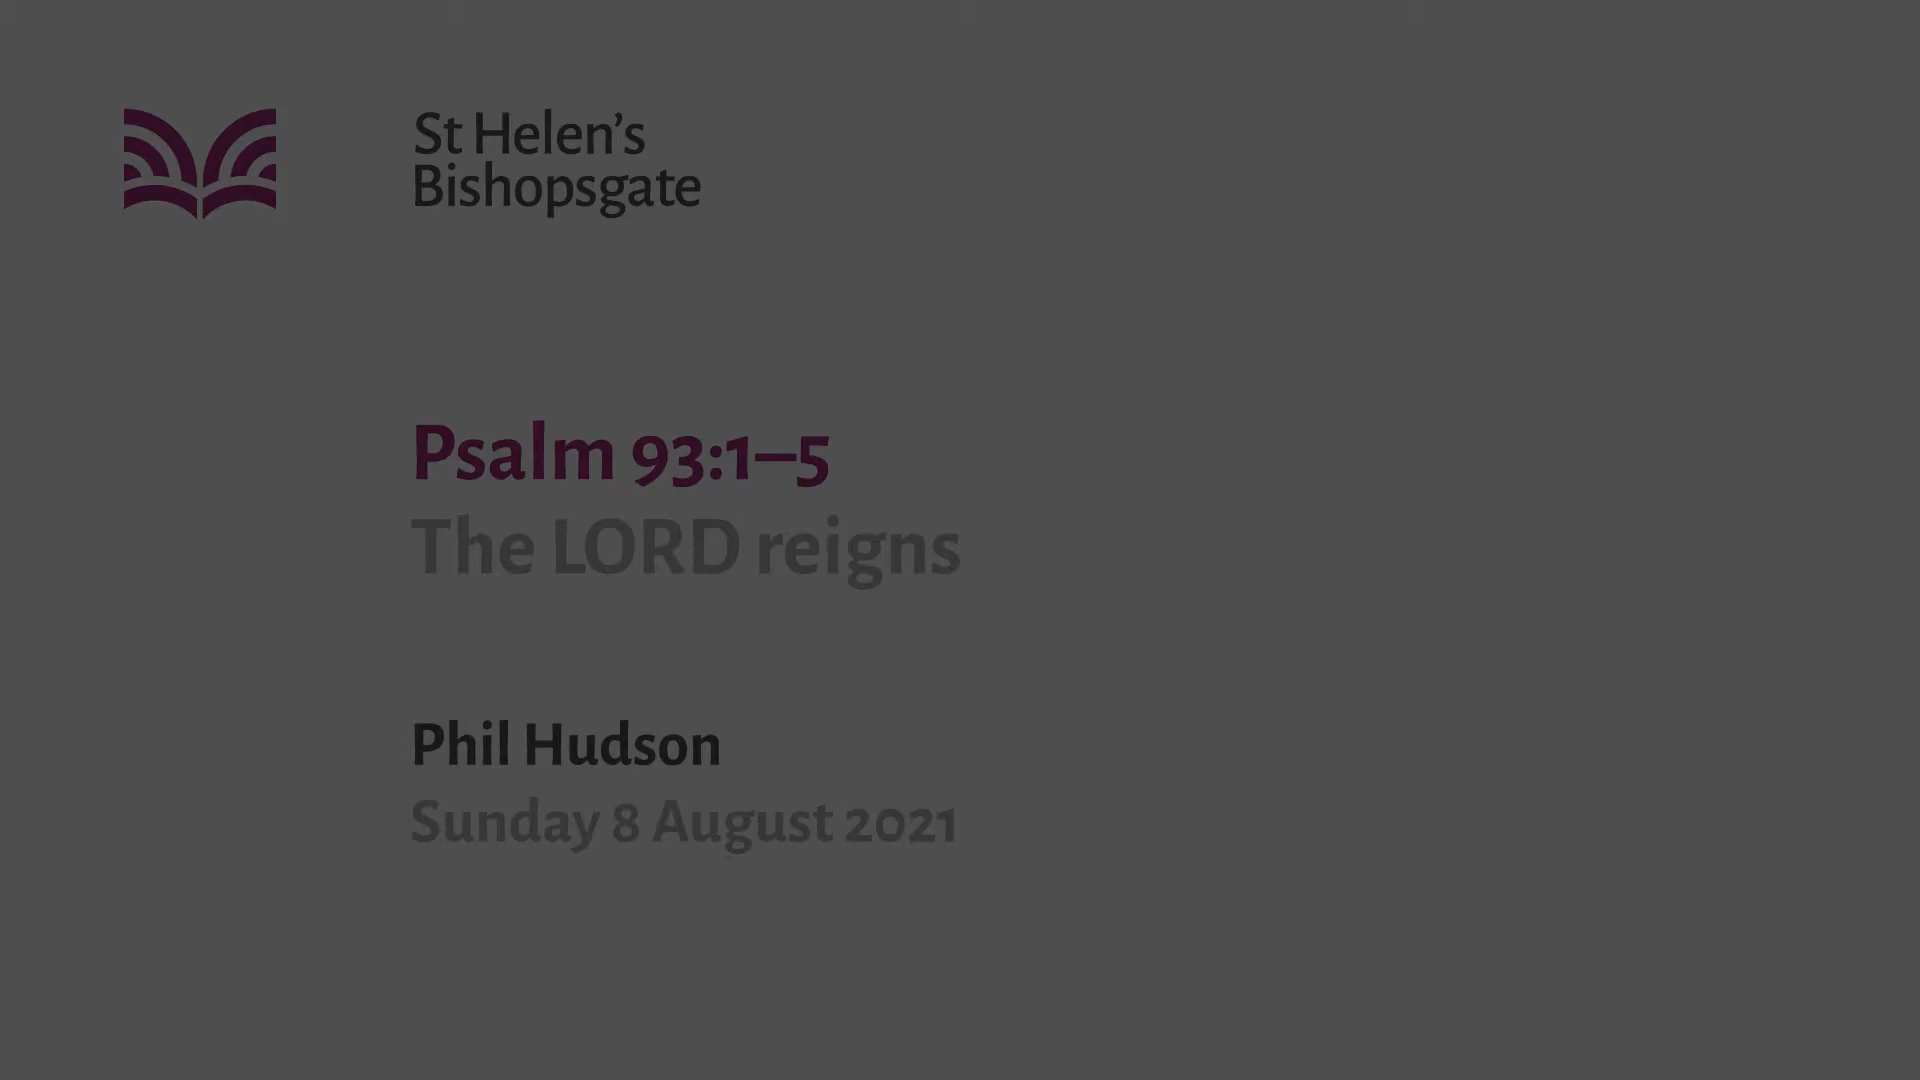 St Helen’s
Bishopsgate
Psalm 93:1–5
The LORD reigns
Phil Hudson
Sunday 8 August 2021